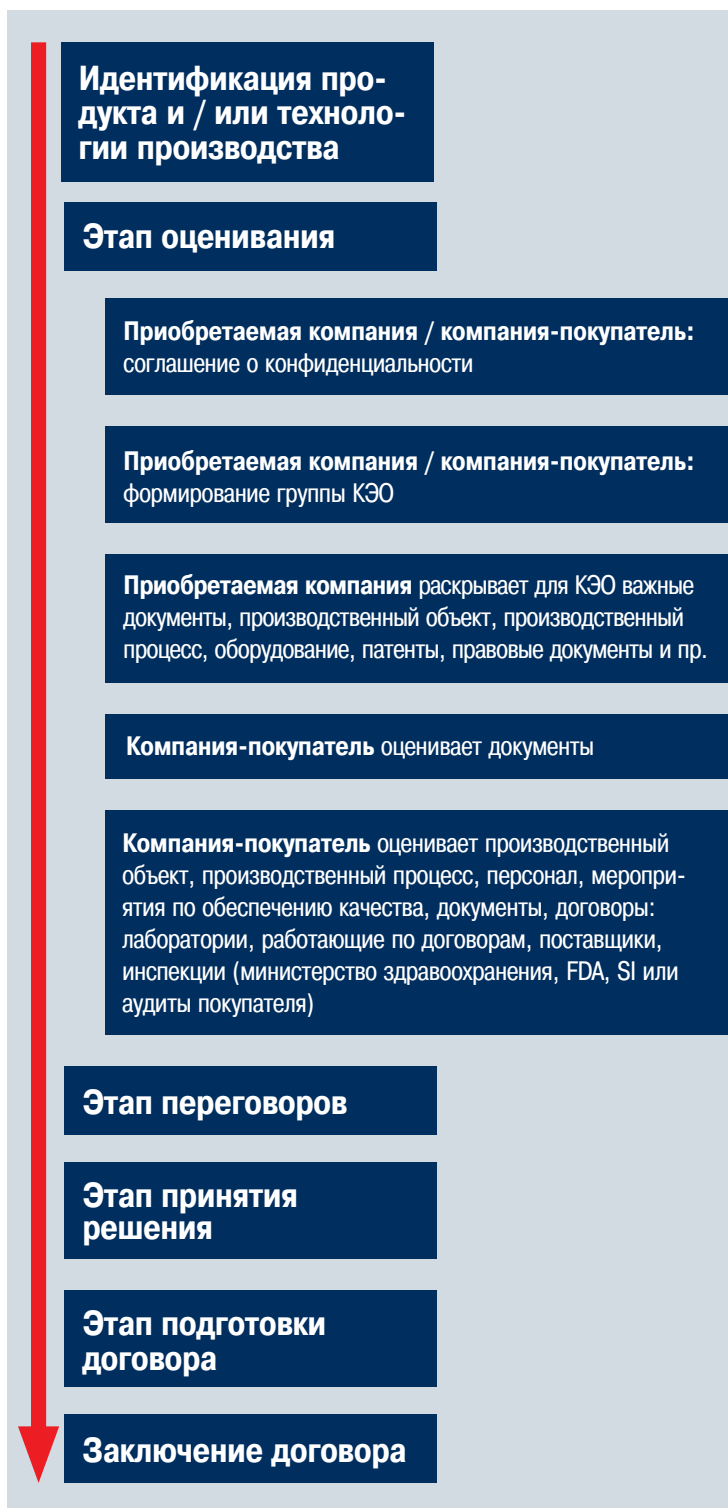 Идентификация про-
дукта и / или техноло-
гии производства
Этап оценивания
Приобретаемая компания / компания-покупатель:
соглашение о конфиденциальности
Приобретаемая компания / компания-покупатель:
формирование группы КЭО
Приобретаемая компания раскрывает для КЭО важные
документы, производственный объект, производственный
процесс, оборудование, патенты, правовые документы и пр.
Компания-покупатель оценивает документы
Компания-покупатель оценивает производственный
объект, производственный процесс, персонал, меропри-
ятия по обеспечению качества, документы, договоры:
лаборатории, работающие по договорам, поставщики,
инспекции (министерство здравоохранения, FDA, SI или
аудиты покупателя)
Этап переговоров
Этап принятия
решения
Этап подготовки
договора
Заключение договора